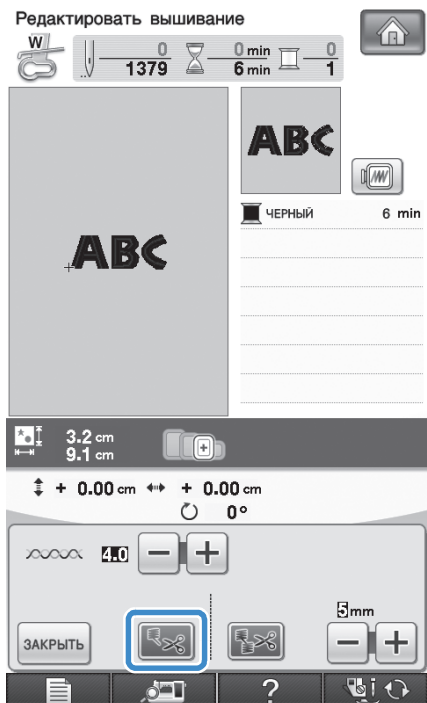 Редактировать вышивание
W
0 0 min 0
1379 6 min 1
ABC
ABC
ЧЕРНЫЙ 6 min
3.2 cm
9.1 cm
+ 0.00 cm + 0.00 cm
0°
4.0 − +
5mm
ЗАКРЫТЬ − +
?